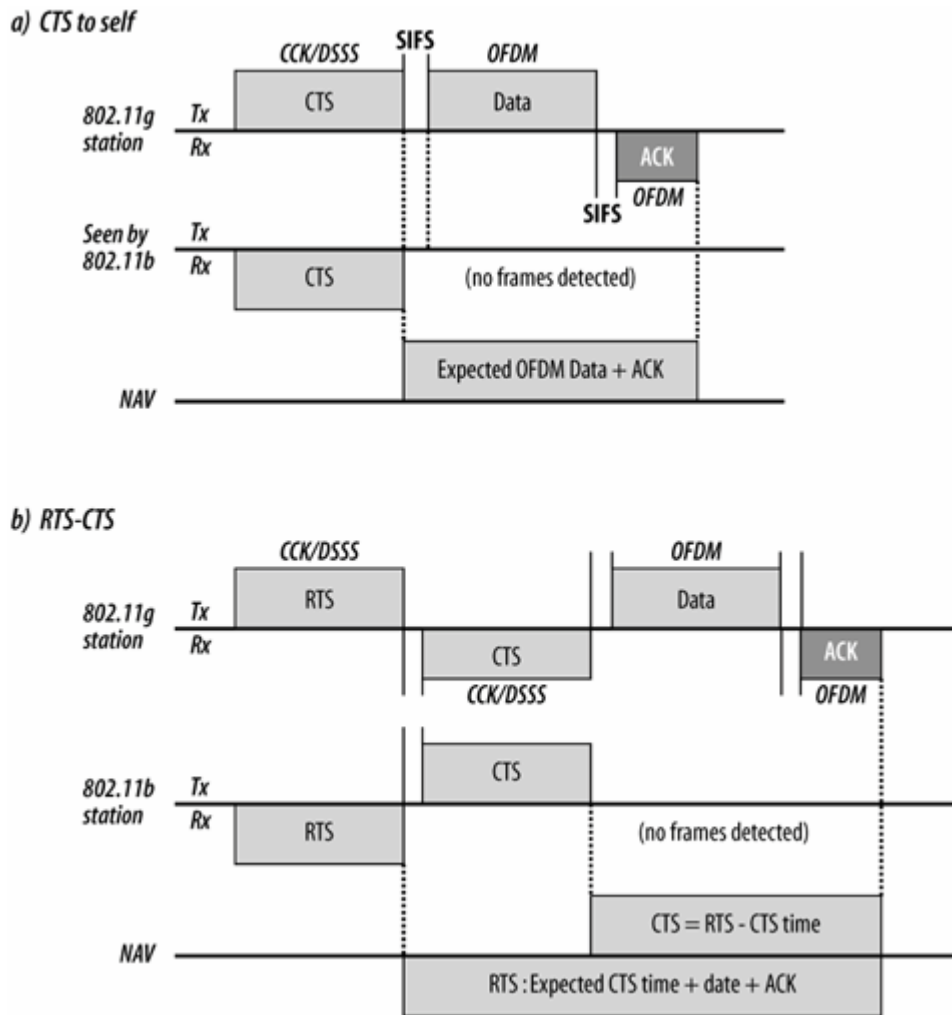 a) CTS to self
SIFS
CCK/DSSS
OFDM
CTS
Data
802.11g
station
Tx
Rx
ACK
OFDM
SIFS
Seen by
802.11b
Tx
Rx
CTS
(no frames detected)
Expected OFDM Data + ACK
NAV
b) RTS-CTS
CCK/DSSS
OFDM
RTS
Data
802.11g
station
Tx
Rx
CTS
ACK
CCK/DSSS
OFDM
CTS
802.11b
station
Tx
Rx
RTS
(no frames detected)
CTS = RTS - CTS time
NAV
RTS : Expected CTS time + date + ACK